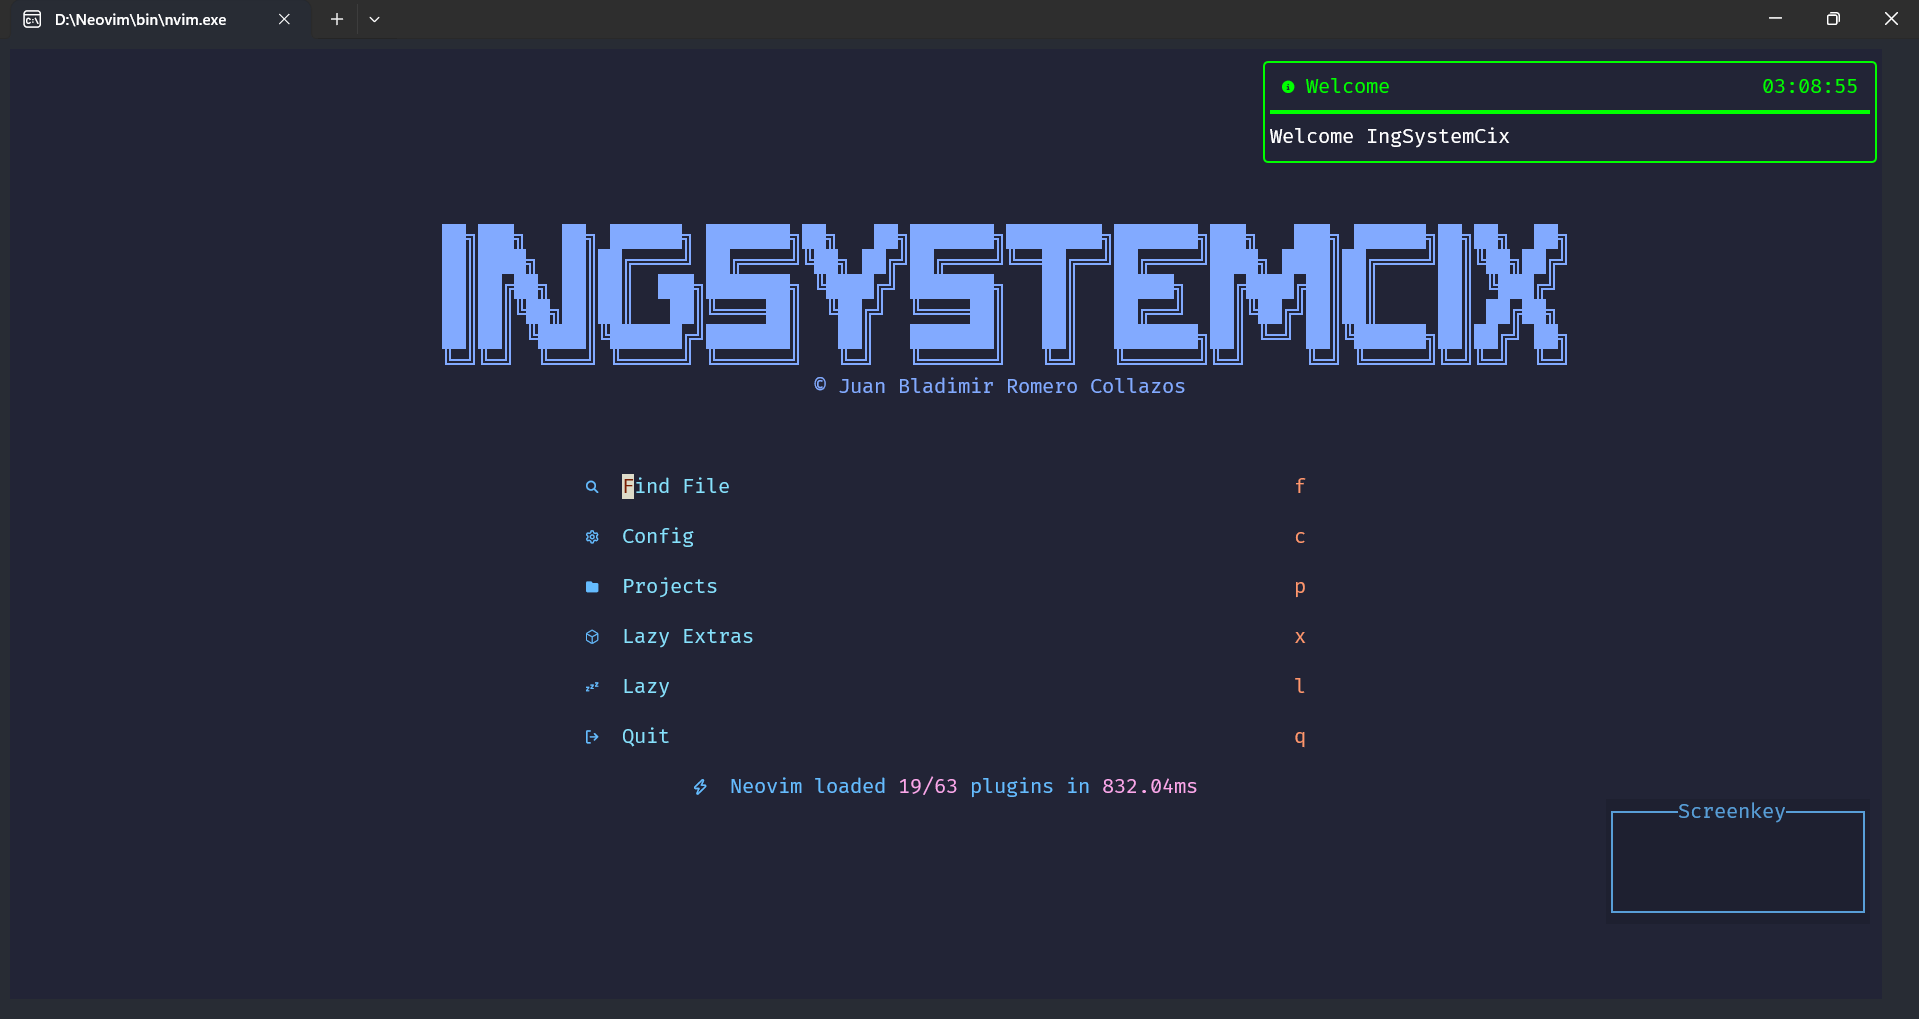 D:\Neovim\bin\nvim.exe
Welcome 03:08:55
Welcome IngSystemCix
INGSYSTEMCIX
© Juan Bladimir Romero Collazos
Find File f
Config c
Projects p
Lazy Extras x
Lazy l
Quit q
Neovim loaded 19/63 plugins in 832.04ms
Screenkey